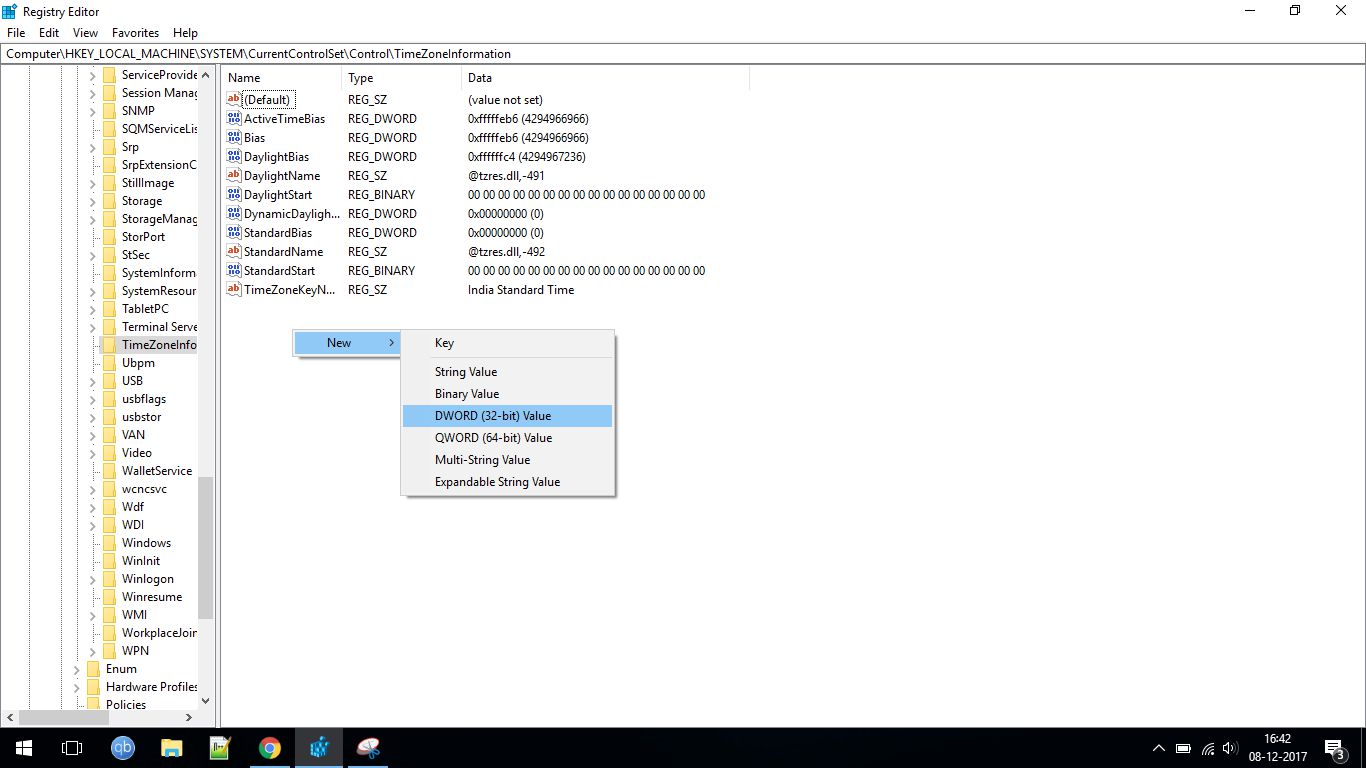 Registry Editor
File Edit View Favorites Help
Computer\HKEY_LOCAL_MACHINE\SYSTEM\CurrentControlSet\Control\TimeZoneInformation
ServiceProvide
Session Manag
SNMP
SQMServiceLis
Srp
SrpExtensionC
StillImage
Storage
StorageManag
StorPort
StSec
SystemInforma
SystemResour
TabletPC
Terminal Serve
TimeZoneInfo
Ubpm
USB
usbflags
usbstor
VAN
Video
WalletService
wcncsvc
Wdf
WDI
Windows
WinInit
Winlogon
Winresume
WMI
WorkplaceJoin
WPN
Enum
Hardware Profiles
Policies
Name Type Data
ab (Default) REG_SZ (value not set)
ActiveTimeBias REG_DWORD 0xfffffeb6 (4294966966)
Bias REG_DWORD 0xfffffeb6 (4294966966)
DaylightBias REG_DWORD 0xffffffc4 (4294967236)
ab DaylightName REG_SZ @tzres.dll,-491
DaylightStart REG_BINARY 00 00 00 00 00 00 00 00 00 00 00 00 00 00 00 00
DynamicDayligh... REG_DWORD 0x00000000 (0)
StandardBias REG_DWORD 0x00000000 (0)
ab StandardName REG_SZ @tzres.dll,-492
StandardStart REG_BINARY 00 00 00 00 00 00 00 00 00 00 00 00 00 00 00 00
ab TimeZoneKeyN... REG_SZ India Standard Time
New
Key
String Value
Binary Value
DWORD (32-bit) Value
QWORD (64-bit) Value
Multi-String Value
Expandable String Value
qb
16:42
08-12-2017
3